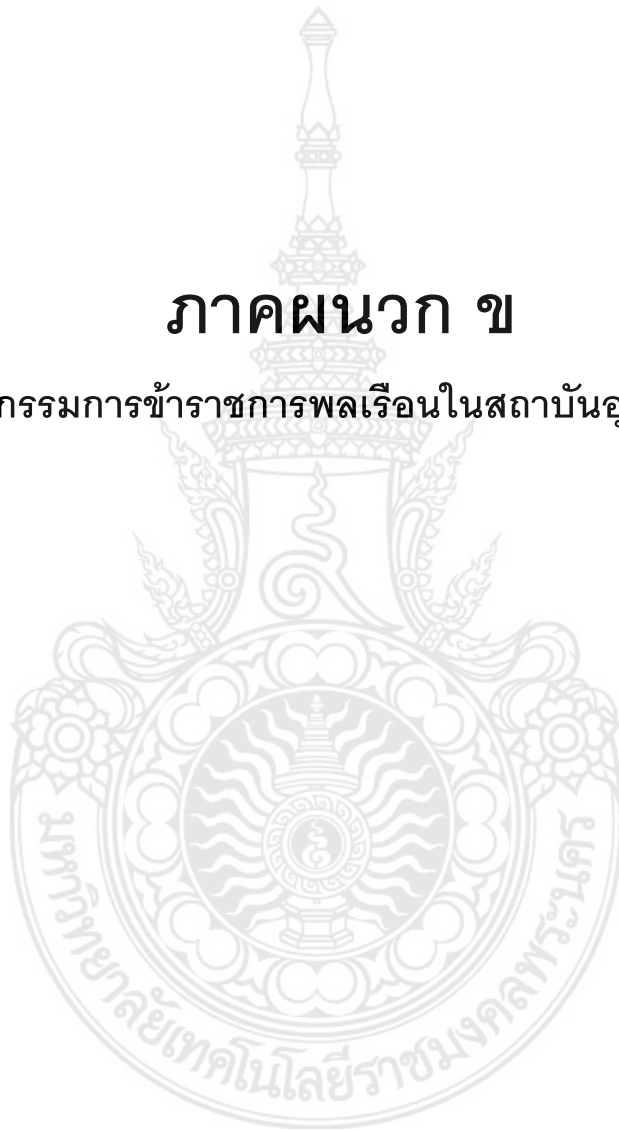 ภาคผนวก ข
กรรมการข้าราชการพลเรือนในสถาบันอุ
มหาวิทยาลัยเทคโนโลยีราชมงคลพระนคร